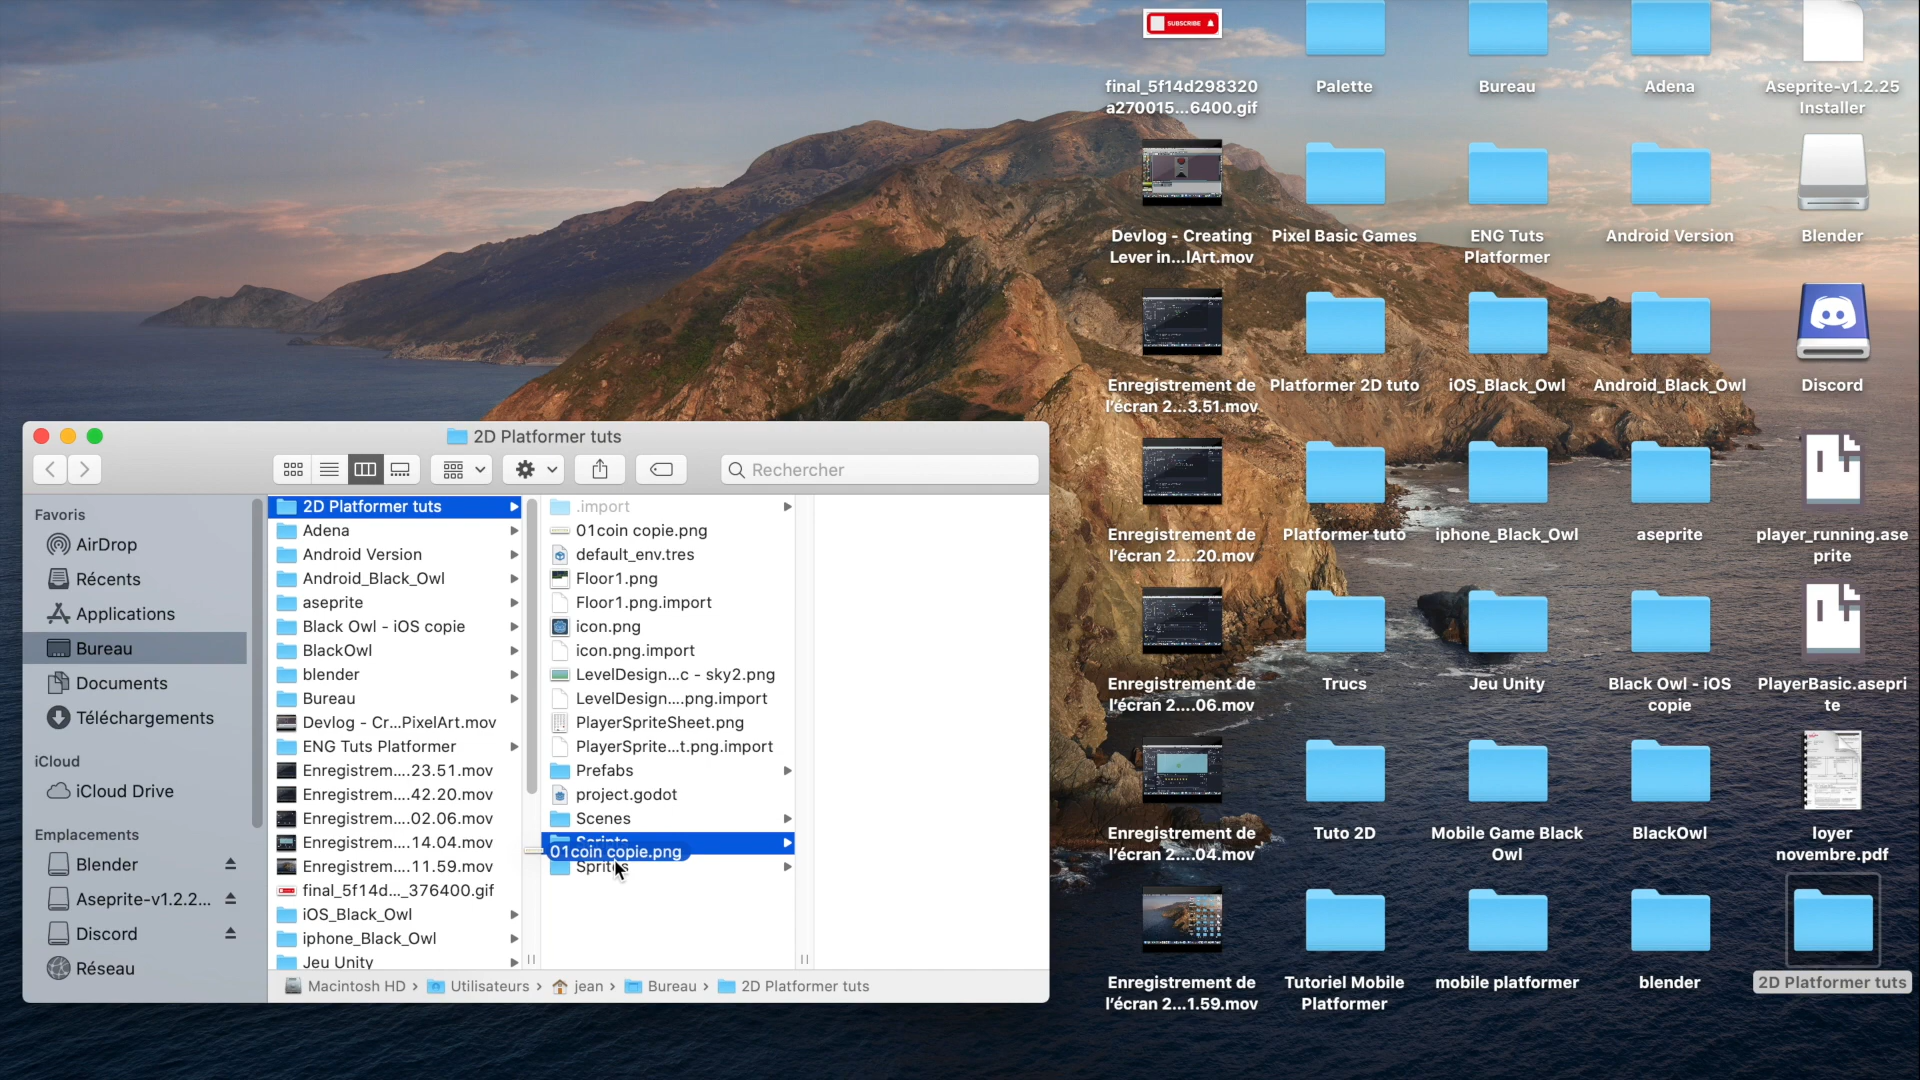 SUBSCRIBE
final_5f14d298320
a270015...6400.gif
Palette
Bureau
Adena
Aseprite-v1.2.25
Installer
Devlog - Creating
Lever in...lArt.mov
Pixel Basic Games
ENG Tuts
Platformer
Android Version
Blender
Enregistrement de
l'écran 2...3.51.mov
Platformer 2D tuto
iOS_Black_Owl
Android_Black_Owl
Discord
Enregistrement de
l'écran 2....20.mov
Platformer tuto
iphone_Black_Owl
aseprite
player_running.ase
prite
Enregistrement de
l'écran 2....06.mov
Trucs
Jeu Unity
Black Owl - iOS
copie
PlayerBasic.asepri
te
Enregistrement de
l'écran 2....04.mov
Tuto 2D
Mobile Game Black
Owl
BlackOwl
loyer
novembre.pdf
Enregistrement de
l'écran 2...1.59.mov
Tutoriel Mobile
Platformer
mobile platformer
blender
2D Platformer tuts
2D Platformer tuts
Rechercher
Favoris
AirDrop
Récents
Applications
Bureau
Documents
Téléchargements
iCloud
iCloud Drive
Emplacements
Blender
Aseprite-v1.2.2...
Discord
Réseau
2D Platformer tuts
Adena
Android Version
Android_Black_Owl
aseprite
Black Owl - iOS copie
BlackOwl
blender
Bureau
Devlog - Cr...PixelArt.mov
ENG Tuts Platformer
Enregistrem....23.51.mov
Enregistrem....42.20.mov
Enregistrem....02.06.mov
Enregistrem....14.04.mov
Enregistrem....11.59.mov
final_5f14d..._376400.gif
iOS_Black_Owl
iphone_Black_Owl
Jeu Unity
.import
01coin copie.png
default_env.tres
Floor1.png
Floor1.png.import
icon.png
icon.png.import
LevelDesign...c - sky2.png
LevelDesign....png.import
PlayerSpriteSheet.png
PlayerSprite...t.png.import
Prefabs
project.godot
Scenes
Scripts
01coin copie.png
Sprites
Macintosh HD › Utilisateurs › jean › Bureau › 2D Platformer tuts